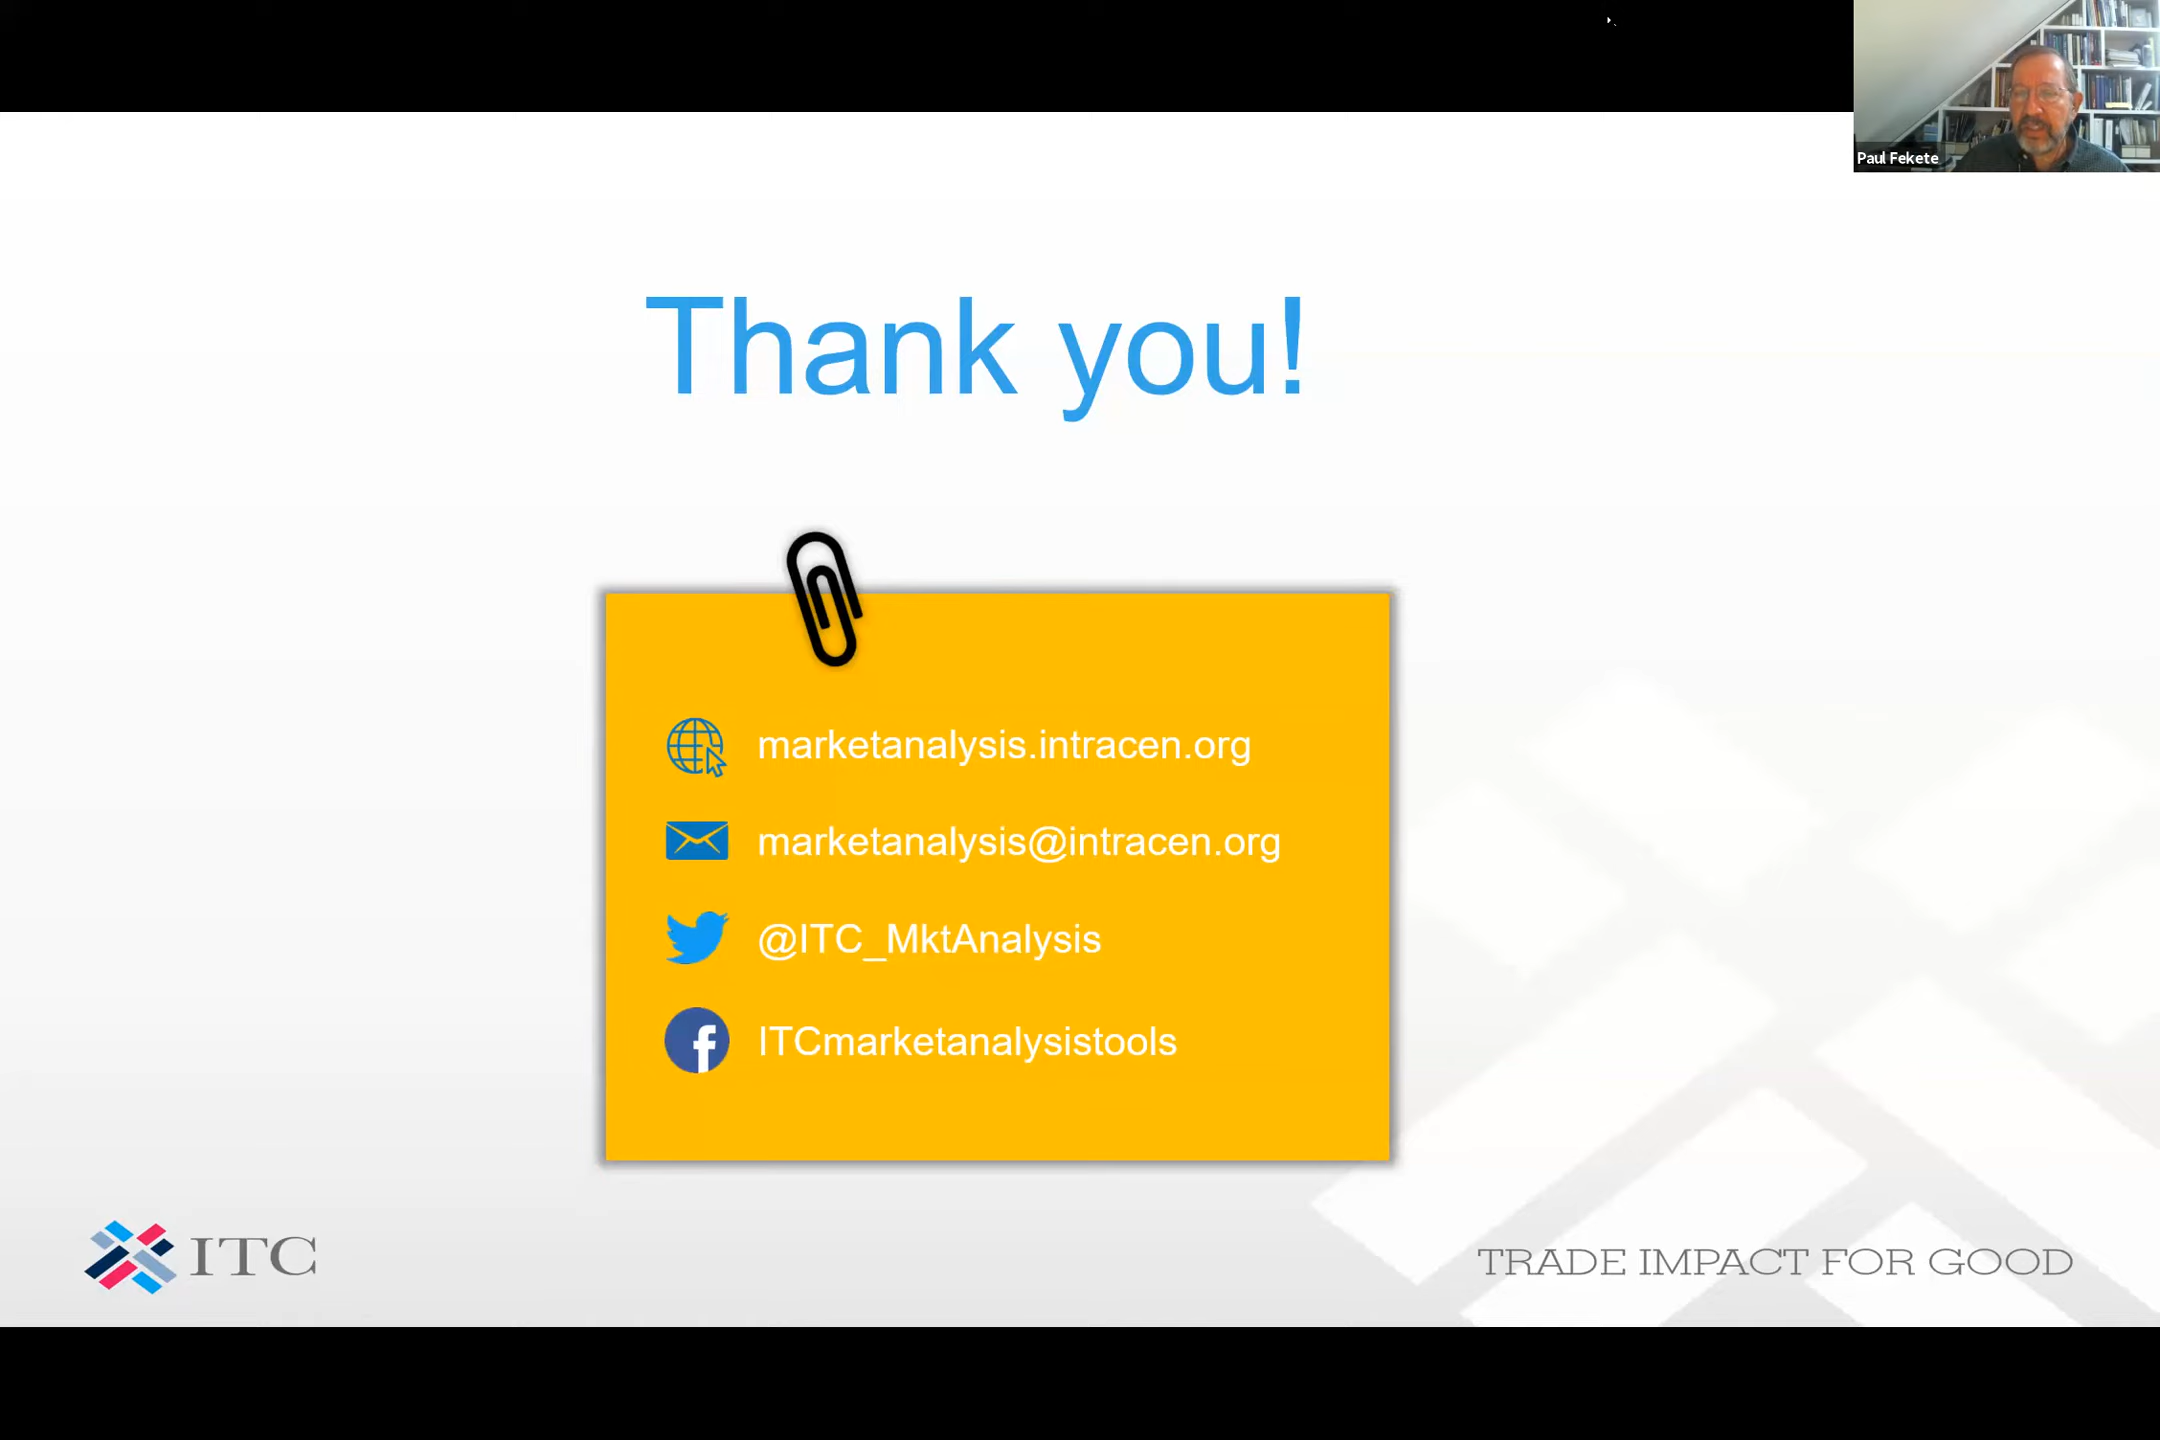 Paul Fekete
Thank you!
marketanalysis.intracen.org
marketanalysis@intracen.org
@ITC_MktAnalysis
ITCmarketanalysistools
ITC
TRADE IMPACT FOR GOOD